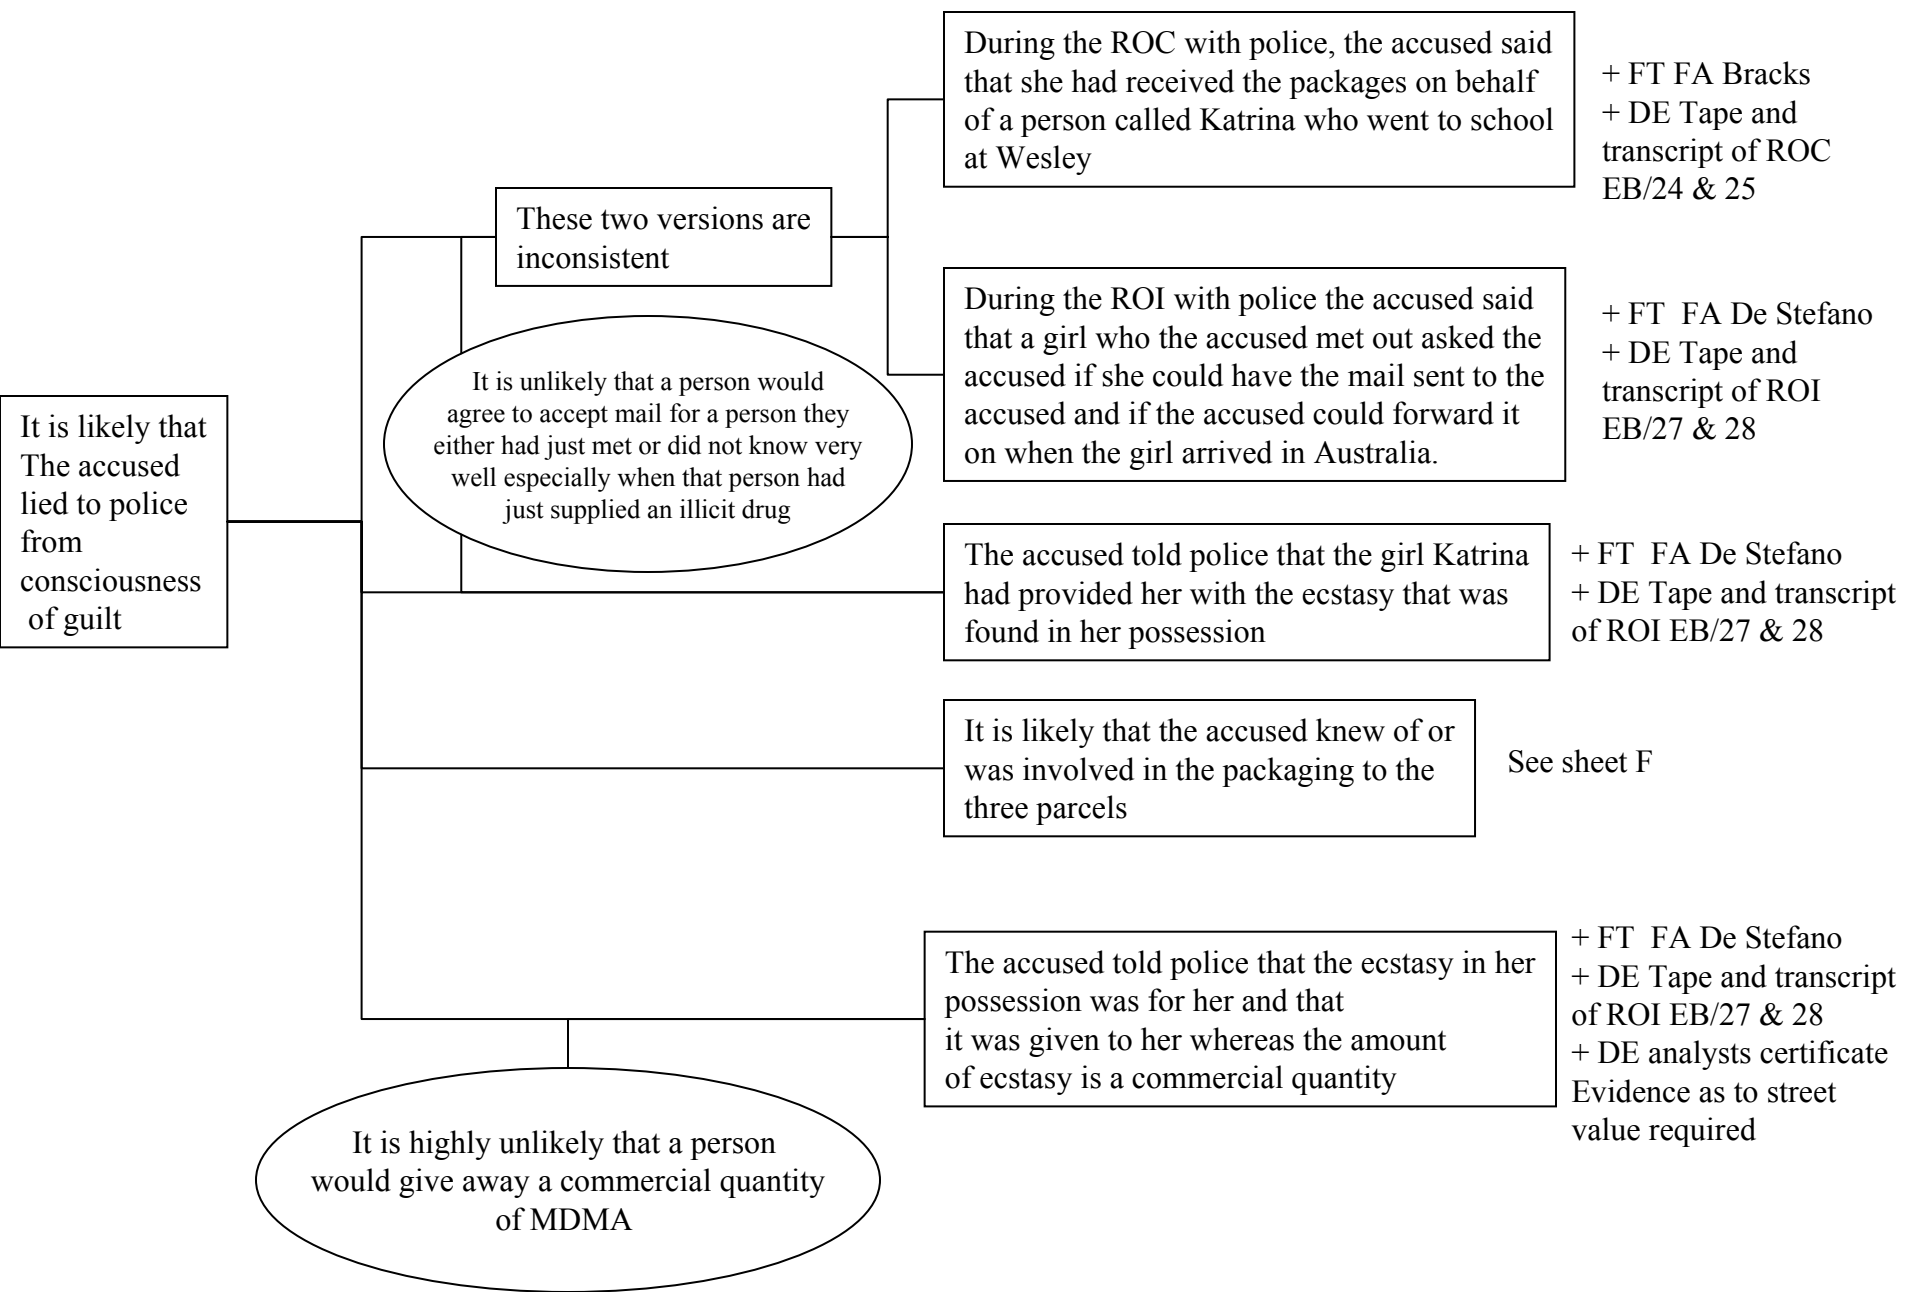 It is likely that
The accused
lied to police
from
consciousness
of guilt
These two versions are
inconsistent
It is unlikely that a person would
agree to accept mail for a person they
either had just met or did not know very
well especially when that person had
just supplied an illicit drug
During the ROC with police, the accused said
that she had received the packages on behalf
of a person called Katrina who went to school
at Wesley
+ FT FA Bracks
+ DE Tape and
transcript of ROC
EB/24 & 25
During the ROI with police the accused said
that a girl who the accused met out asked the
accused if she could have the mail sent to the
accused and if the accused could forward it
on when the girl arrived in Australia.
+ FT  FA De Stefano
+ DE Tape and
transcript of ROI
EB/27 & 28
The accused told police that the girl Katrina
had provided her with the ecstasy that was
found in her possession
+ FT  FA De Stefano
+ DE Tape and transcript
of ROI EB/27 & 28
It is likely that the accused knew of or
was involved in the packaging to the
three parcels
See sheet F
The accused told police that the ecstasy in her
possession was for her and that
it was given to her whereas the amount
of ecstasy is a commercial quantity
+ FT  FA De Stefano
+ DE Tape and transcript
of ROI EB/27 & 28
+ DE analysts certificate
Evidence as to street
value required
It is highly unlikely that a person
would give away a commercial quantity
of MDMA